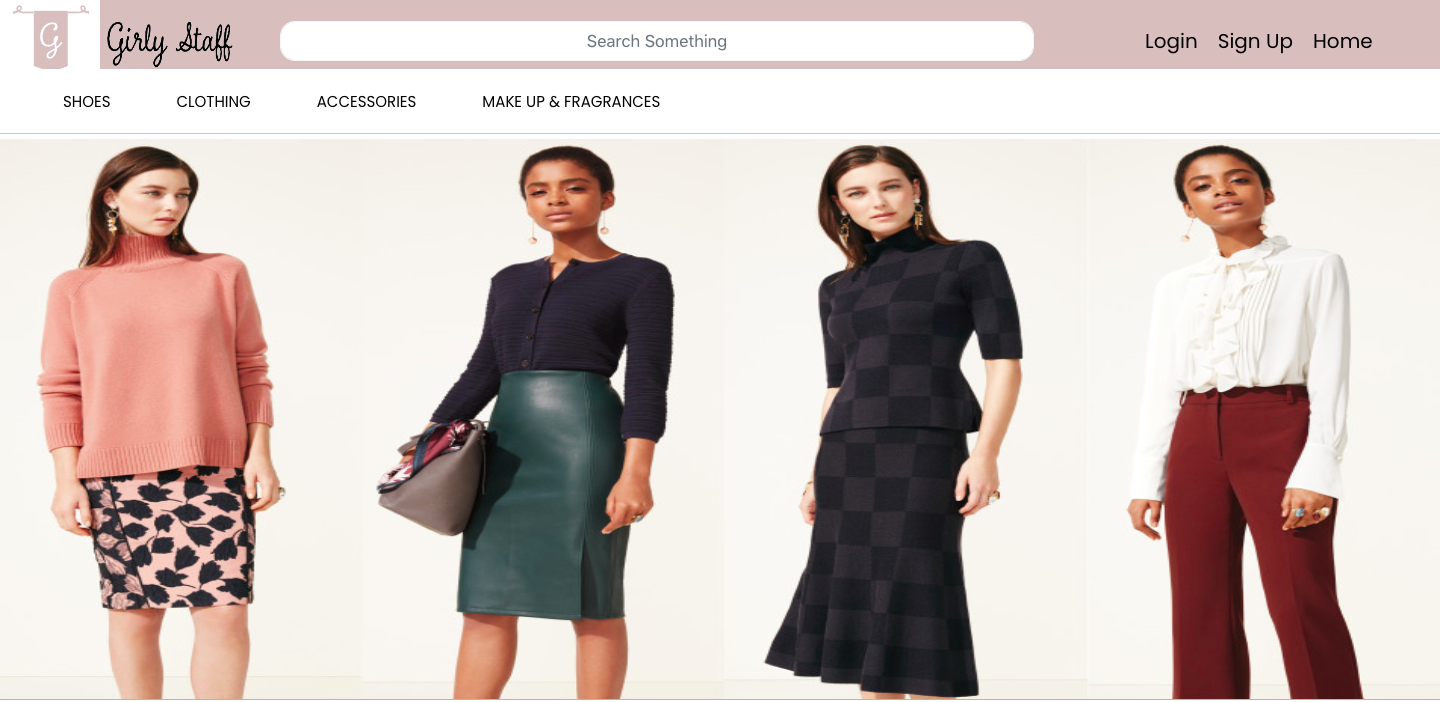 G
Girly Staff
Search Something
Login Sign Up Home
SHOES CLOTHING ACCESSORIES MAKE UP & FRAGRANCES